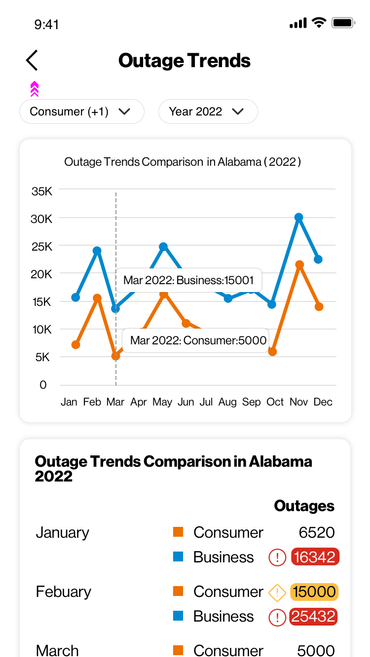 9:41
Outage Trends
Consumer (+1)
Year 2022
Outage Trends Comparison in Alabama (2022)
35K
30K
25K
20K
Mar 2022: Business:15001
15K
10K
Mar 2022: Consumer:5000
5K
0
Jan Feb Mar Apr May Jun Jul Aug Sep Oct Nov Dec
Outage Trends Comparison in Alabama
2022
Outages
January Consumer 6520
Business 16342
Febuary Consumer 15000
Business 25432
March Consumer 5000